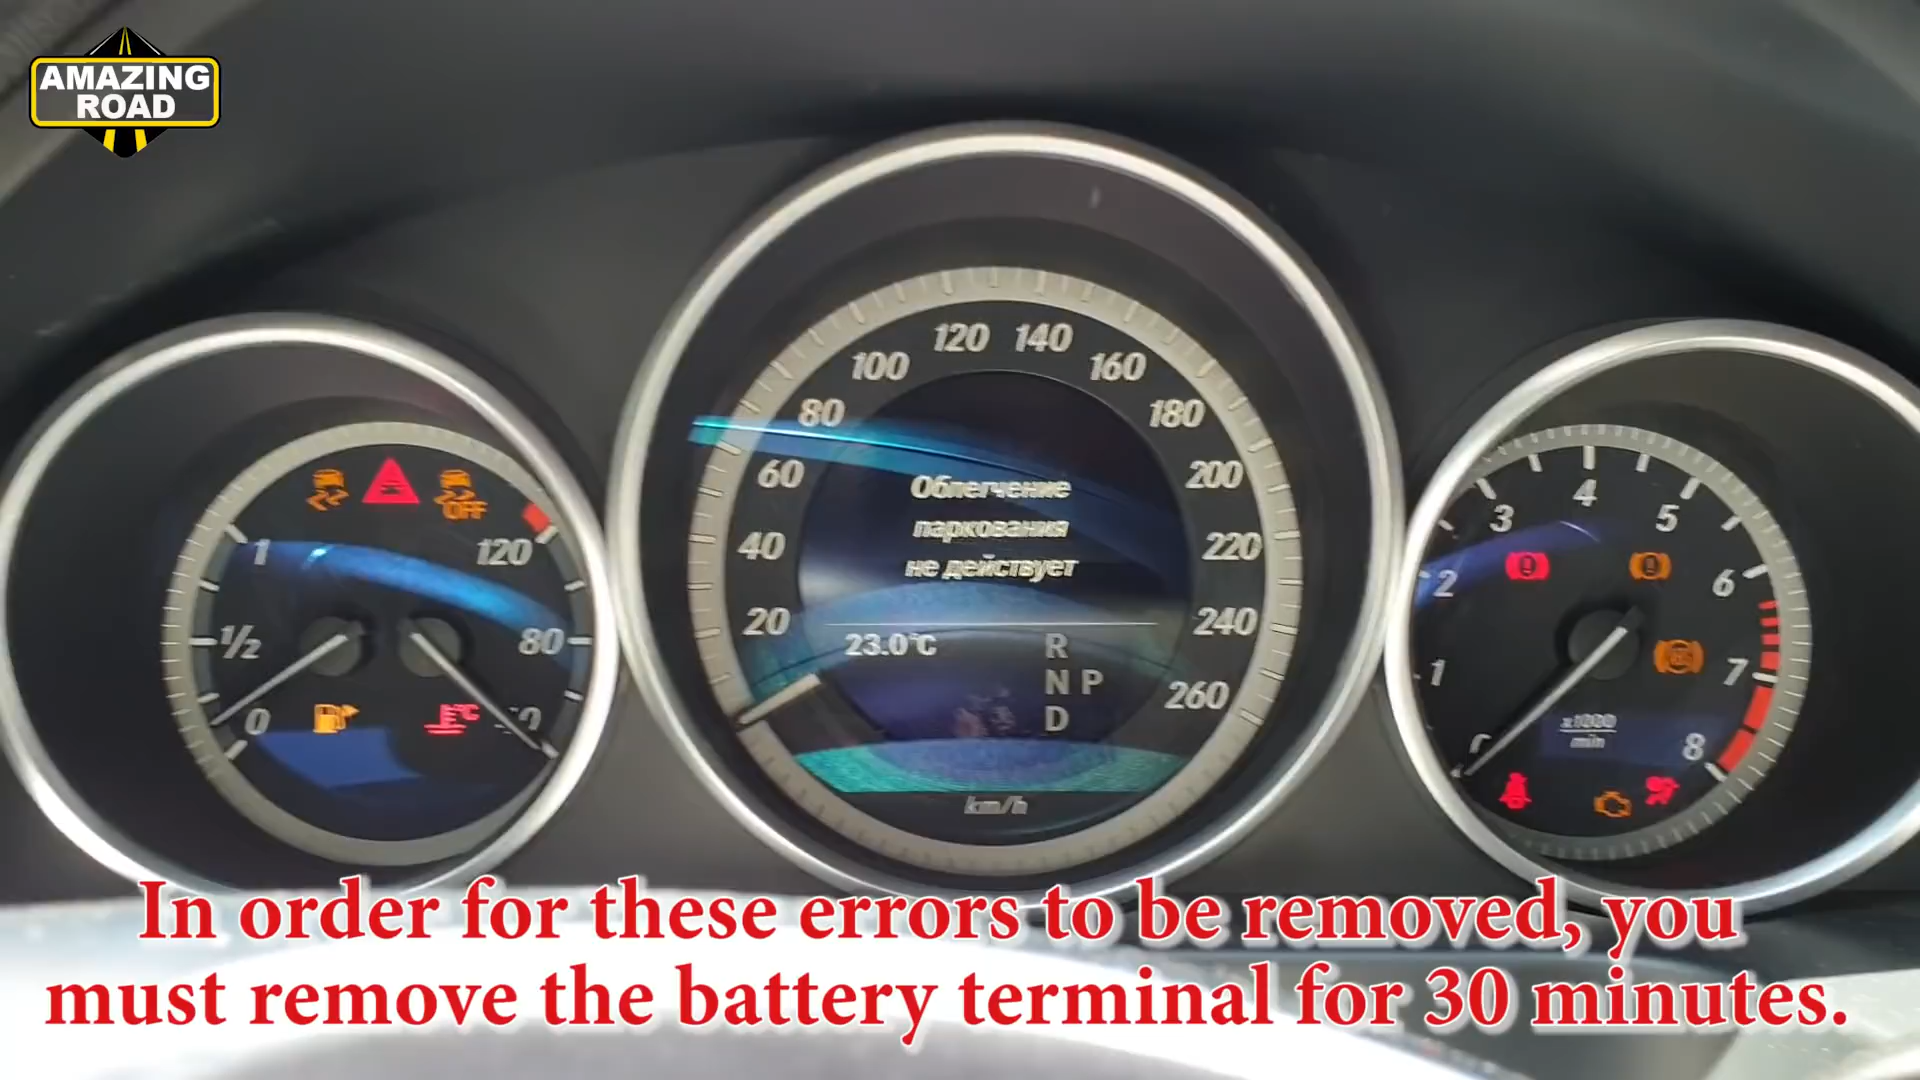 AMAZING
ROAD
120 140
100 160
80 180
60 200
40 220
20 240
260
Облегчение
паркования
не действует
23.0°C
R
N P
D
km/h
OFF
1 120
1/2 80
0
°C
4
3 5
2 6
1 7
8
x1000
min
In order for these errors to be removed, you
must remove the battery terminal for 30 minutes.